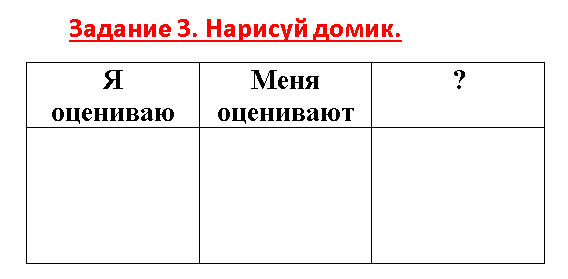 Задание 3. Нарисуй домик.
Я оцениваю
Меня оценивают
?